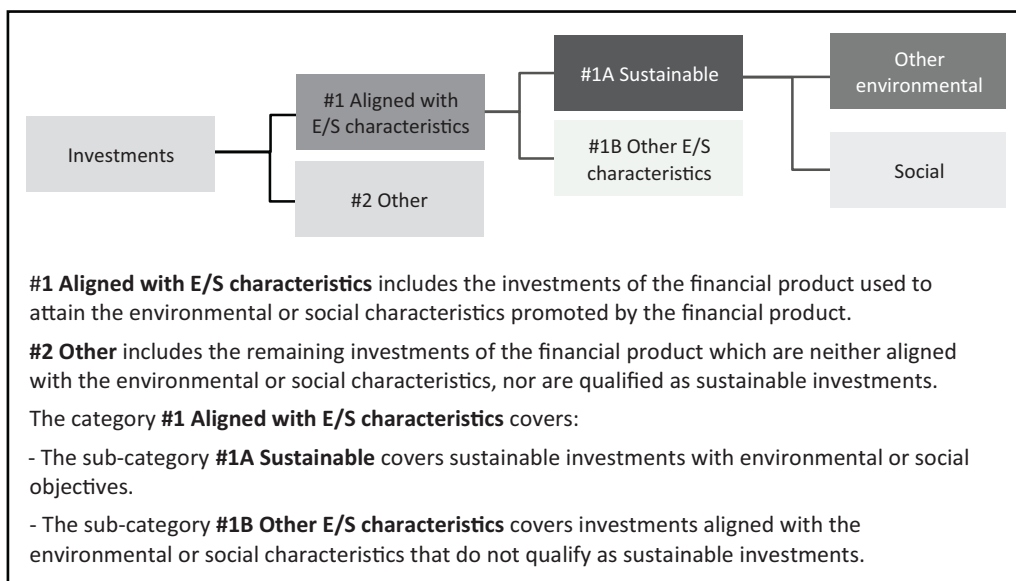 Investments
#1 Aligned with
E/S characteristics
#2 Other
#1A Sustainable
#1B Other E/S
characteristics
Other
environmental
Social
#1 Aligned with E/S characteristics includes the investments of the financial product used to
attain the environmental or social characteristics promoted by the financial product.
#2 Other includes the remaining investments of the financial product which are neither aligned
with the environmental or social characteristics, nor are qualified as sustainable investments.
The category #1 Aligned with E/S characteristics covers:
- The sub-category #1A Sustainable covers sustainable investments with environmental or social
objectives.
- The sub-category #1B Other E/S characteristics covers investments aligned with the
environmental or social characteristics that do not qualify as sustainable investments.